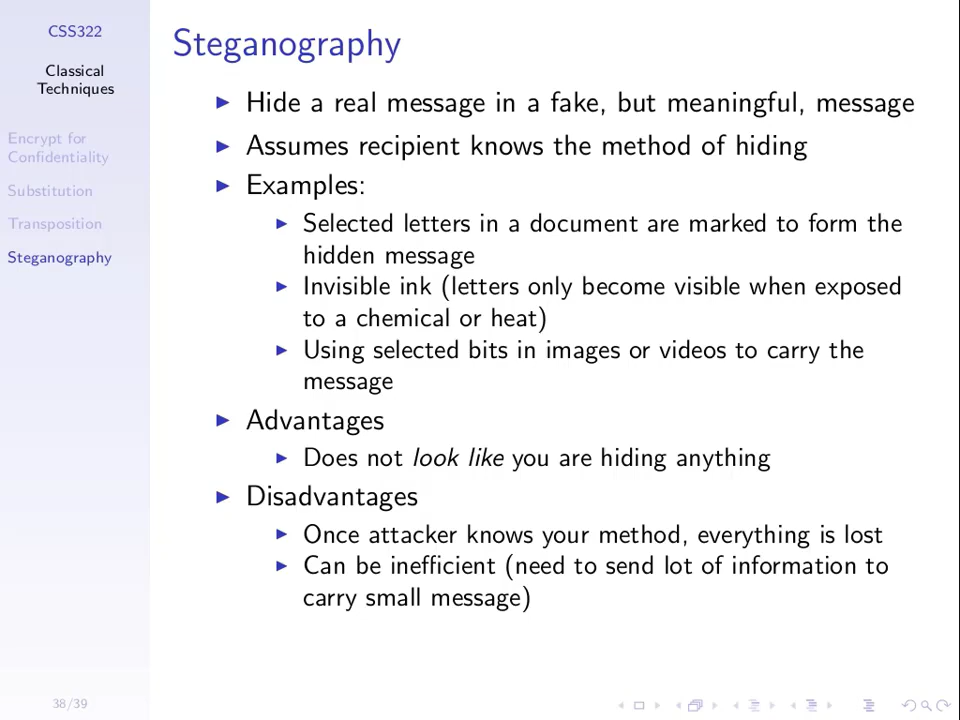 CSS322
Classical
Techniques
Encrypt for
Confidentiality
Substitution
Transposition
Steganography
Steganography
Hide a real message in a fake, but meaningful, message
Assumes recipient knows the method of hiding
Examples:
Selected letters in a document are marked to form the
hidden message
Invisible ink (letters only become visible when exposed
to a chemical or heat)
Using selected bits in images or videos to carry the
message
Advantages
Does not look like you are hiding anything
Disadvantages
Once attacker knows your method, everything is lost
Can be inefficient (need to send lot of information to
carry small message)
38/39